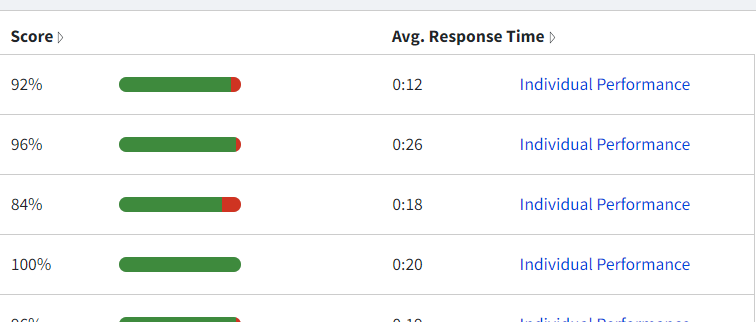 Score Avg. Response Time
92% 0:12 Individual Performance
96% 0:26 Individual Performance
84% 0:18 Individual Performance
100% 0:20 Individual Performance